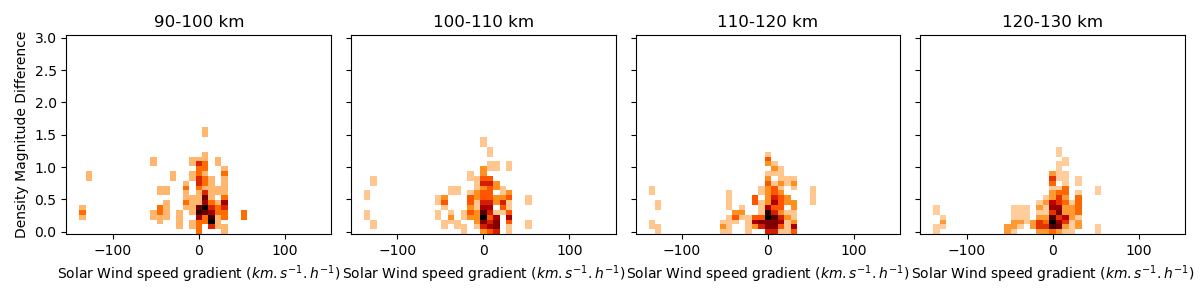 90-100 km 100-110 km 110-120 km 120-130 km
Density Magnitude Difference
3.0
2.5
2.0
1.5
1.0
0.5
0.0
−100 0 100 −100 0 100 −100 0 100 −100 0 100
Solar Wind speed gradient (km.s⁻¹.h⁻¹) Solar Wind speed gradient (km.s⁻¹.h⁻¹) Solar Wind speed gradient (km.s⁻¹.h⁻¹) Solar Wind speed gradient (km.s⁻¹.h⁻¹)